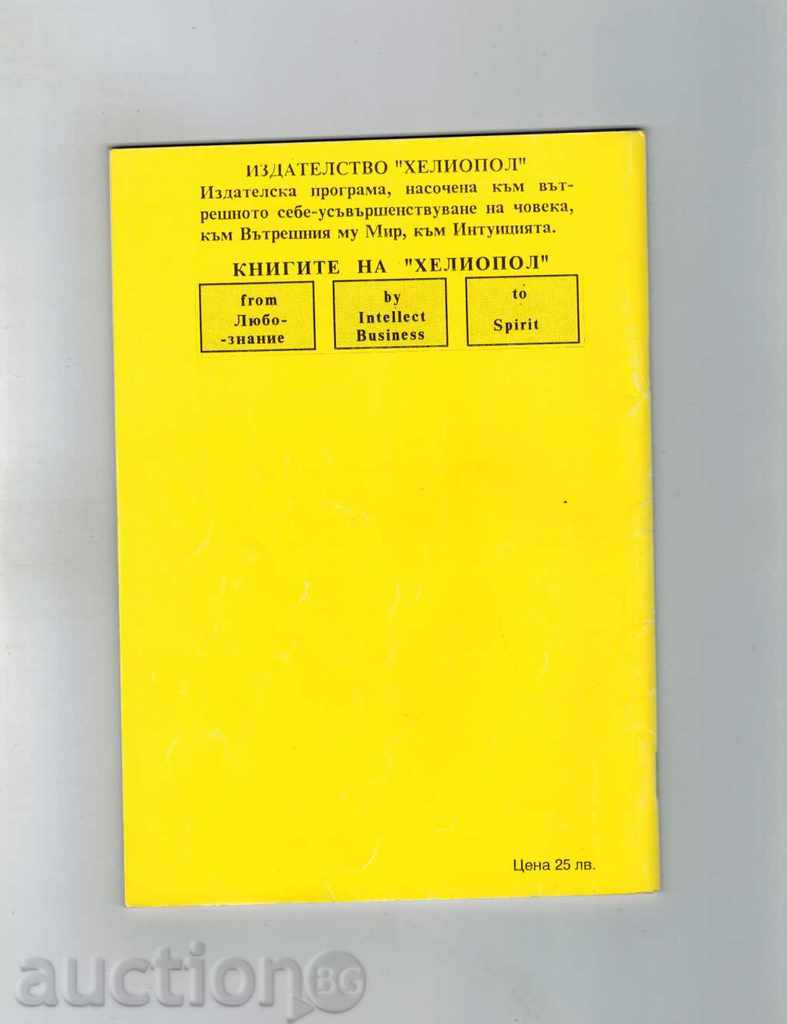 ИЗДАТЕЛСТВО "ХЕЛИОПОЛ"
Издателска програма, насочена към вът-
решното себе-усъвършенствуване на човека,
към Вътрешния му Мир, към Интуицията.
КНИГИТЕ НА "ХЕЛИОПОЛ"
from
Любо-
-знание
by
Intellect
Business
to
Spirit
Цена 25 лв.
auction BG